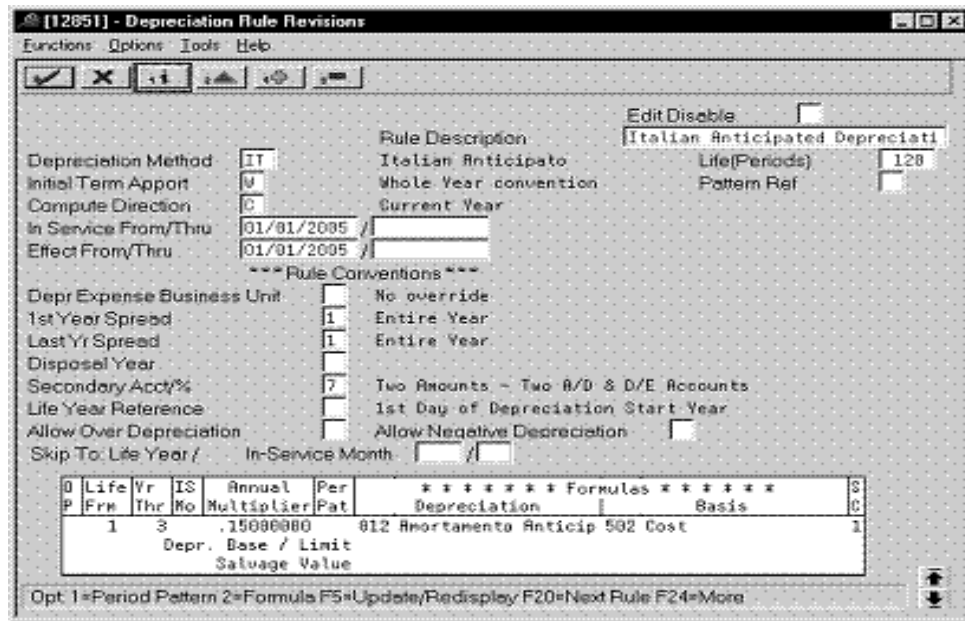 [12851] - Depreciation Rule Revisions
Functions Options Tools Help
Edit Disable
Rule Description Italian Anticipated Depreciati
Depreciation Method IT Italian Anticipato Life(Periods) 120
Initial Term Apport W Whole Year convention Pattern Ref
Compute Direction C Current Year
In Service From/Thru 01/01/2005 /
Effect From/Thru 01/01/2005 /
*** Rule Conventions ***
Depr Expense Business Unit No override
1st Year Spread 1 Entire Year
Last Yr Spread 1 Entire Year
Disposal Year
Secondary Acct/% 7 Two Amounts - Two A/D & D/E Accounts
Life Year Reference 1st Day of Depreciation Start Year
Allow Over Depreciation Allow Negative Depreciation
Skip To: Life Year / In-Service Month /
O Life Yr IS Annual Per * * * * * * * Formulas * * * * * * S
P Frm Thr Mo Multiplier Pat Depreciation Basis C
1 3 .15000000 012 Amortamento Anticip 502 Cost 1
Depr. Base / Limit
Salvage Value
Opt: 1=Period Pattern 2=Formula F5=Update/Redisplay F20=Next Rule F24=More